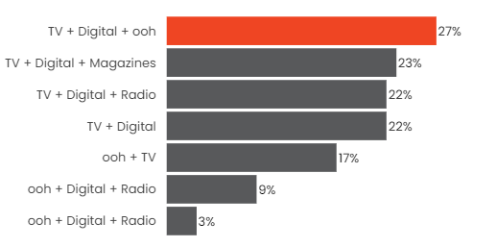 TV + Digital + ooh 27%
TV + Digital + Magazines 23%
TV + Digital + Radio 22%
TV + Digital 22%
ooh + TV 17%
ooh + Digital + Radio 9%
ooh + Digital + Radio 3%